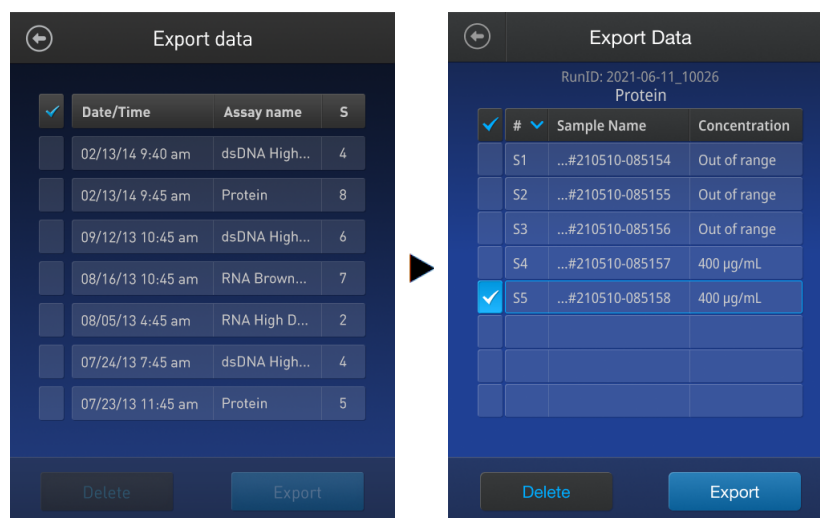 Export data
Date/Time Assay name S
02/13/14 9:40 am dsDNA High... 4
02/13/14 9:45 am Protein 8
09/12/13 10:45 am dsDNA High... 6
08/16/13 10:45 am RNA Brown... 7
08/05/13 4:45 am RNA High D... 2
07/24/13 7:45 am dsDNA High... 4
07/23/13 11:45 am Protein 5
Delete Export
Export Data
RunID: 2021-06-11_10026
Protein
# Sample Name Concentration
S1 ...#210510-085154 Out of range
S2 ...#210510-085155 Out of range
S3 ...#210510-085156 Out of range
S4 ...#210510-085157 400 µg/mL
S5 ...#210510-085158 400 µg/mL
Delete Export